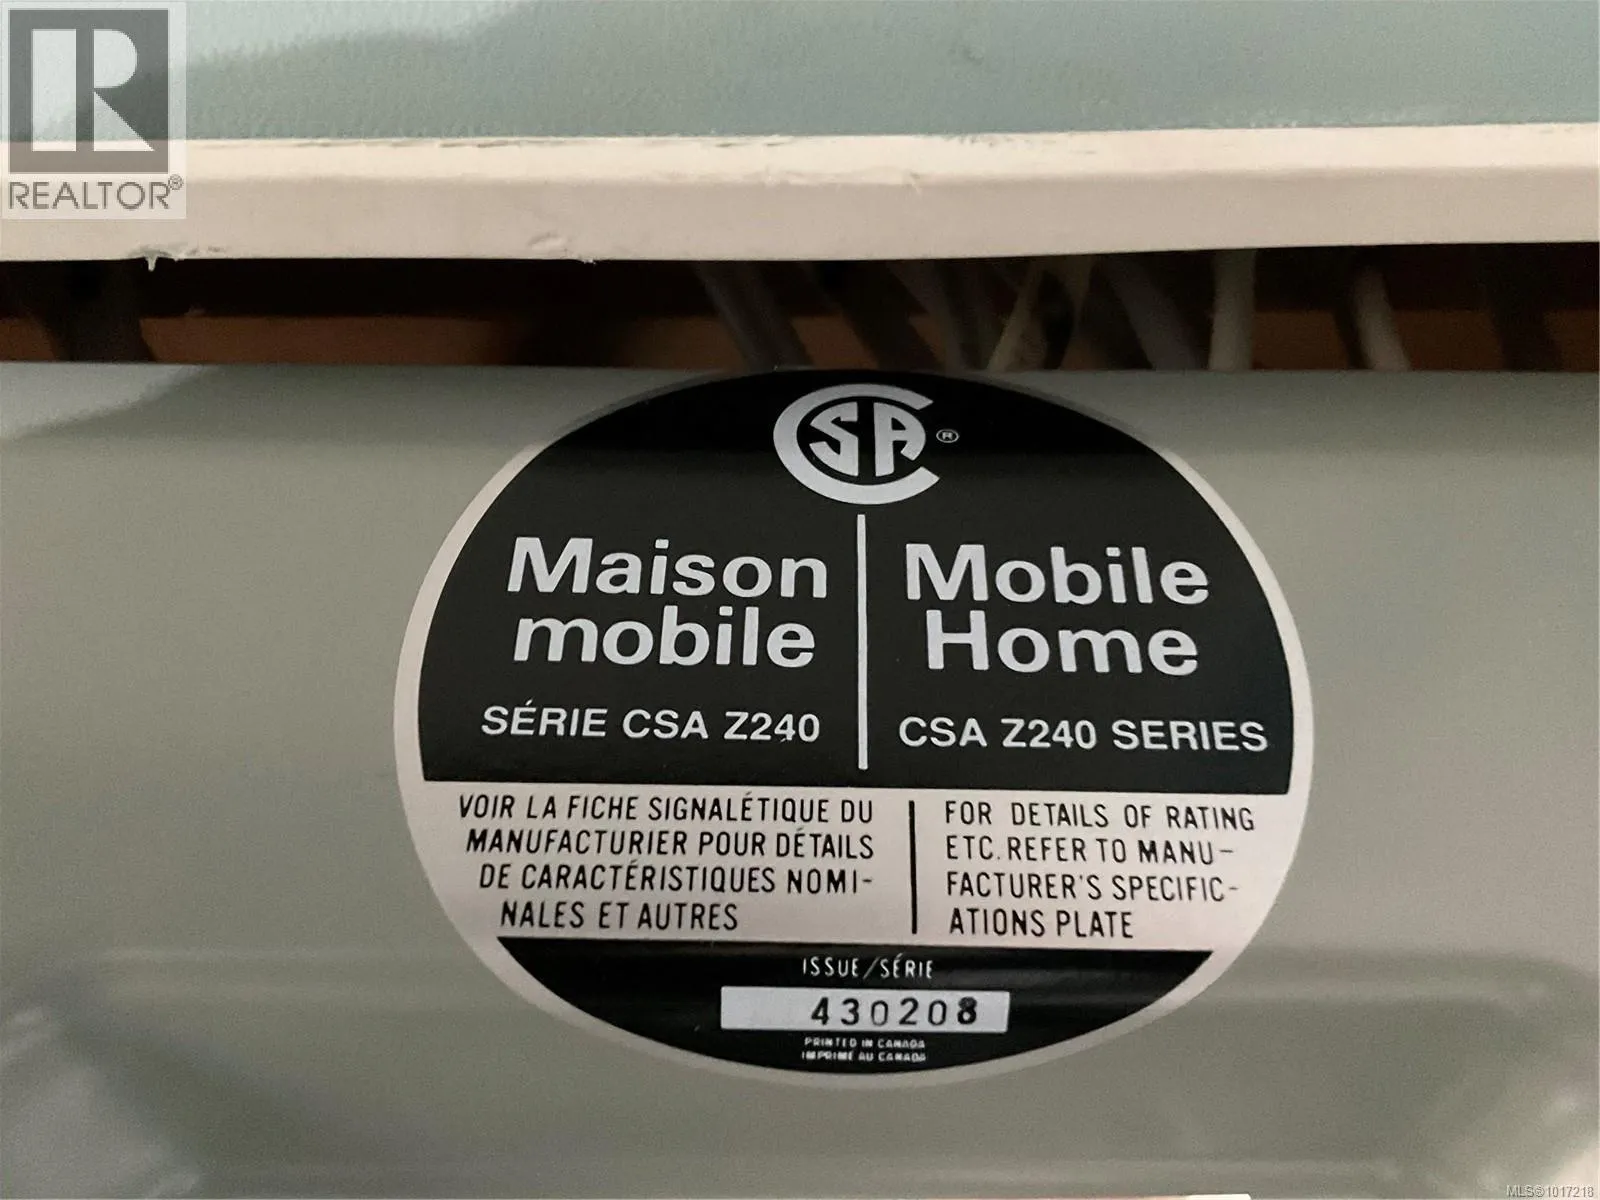 REALTOR®
CSA®
Maison
mobile
SÉRIE CSA Z240
Mobile
Home
CSA Z240 SERIES
VOIR LA FICHE SIGNALÉTIQUE DU
MANUFACTURIER POUR DÉTAILS
DE CARACTÉRISTIQUES NOMI-
NALES ET AUTRES
FOR DETAILS OF RATING
ETC. REFER TO MANU-
FACTURER'S SPECIFIC-
ATIONS PLATE
ISSUE/SÉRIE
430208
PRINTED IN CANADA
IMPRIMÉ AU CANADA
MLS®1017218